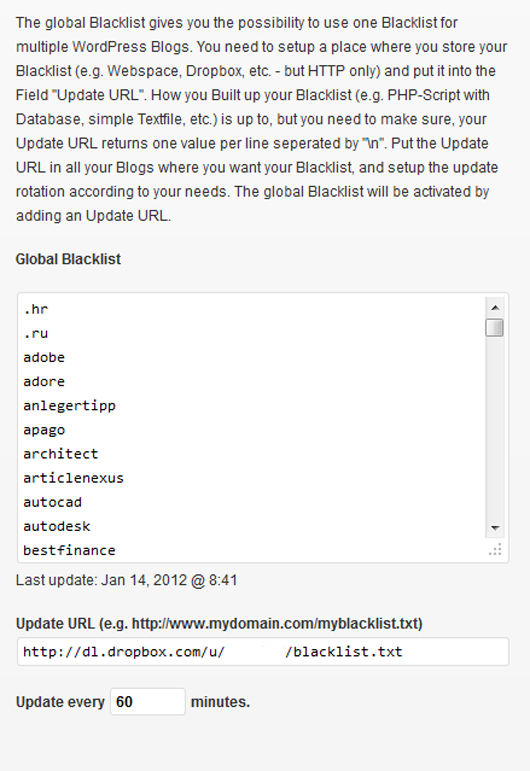 The global Blacklist gives you the possibility to use one Blacklist for
multiple WordPress Blogs. You need to setup a place where you store your
Blacklist (e.g. Webspace, Dropbox, etc. - but HTTP only) and put it into the
Field "Update URL". How you Built up your Blacklist (e.g. PHP-Script with
Database, simple Textfile, etc.) is up to, but you need to make sure, your
Update URL returns one value per line seperated by "\n". Put the Update
URL in all your Blogs where you want your Blacklist, and setup the update
rotation according to your needs. The global Blacklist will be activated by
adding an Update URL.
Global Blacklist
.hr
.ru
adobe
adore
anlegertipp
apago
architect
articlenexus
autocad
autodesk
bestfinance
Last update: Jan 14, 2012 @ 8:41
Update URL (e.g. http://www.mydomain.com/myblacklist.txt)
http://dl.dropbox.com/u/ /blacklist.txt
Update every 60 minutes.